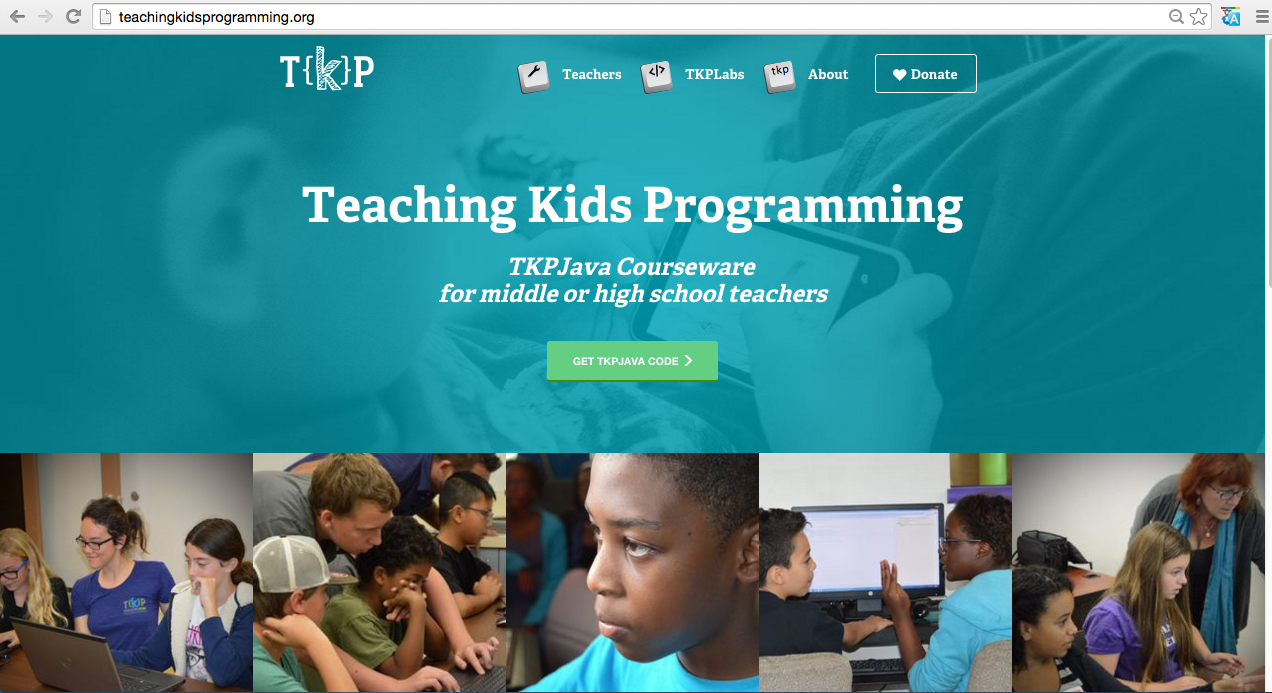 teachingkidsprogramming.org
T{k}P
Teachers
</>
TKPLabs
tkp
About
Donate
Teaching Kids Programming
TKPJava Courseware
for middle or high school teachers
GET TKPJAVA CODE
TKP